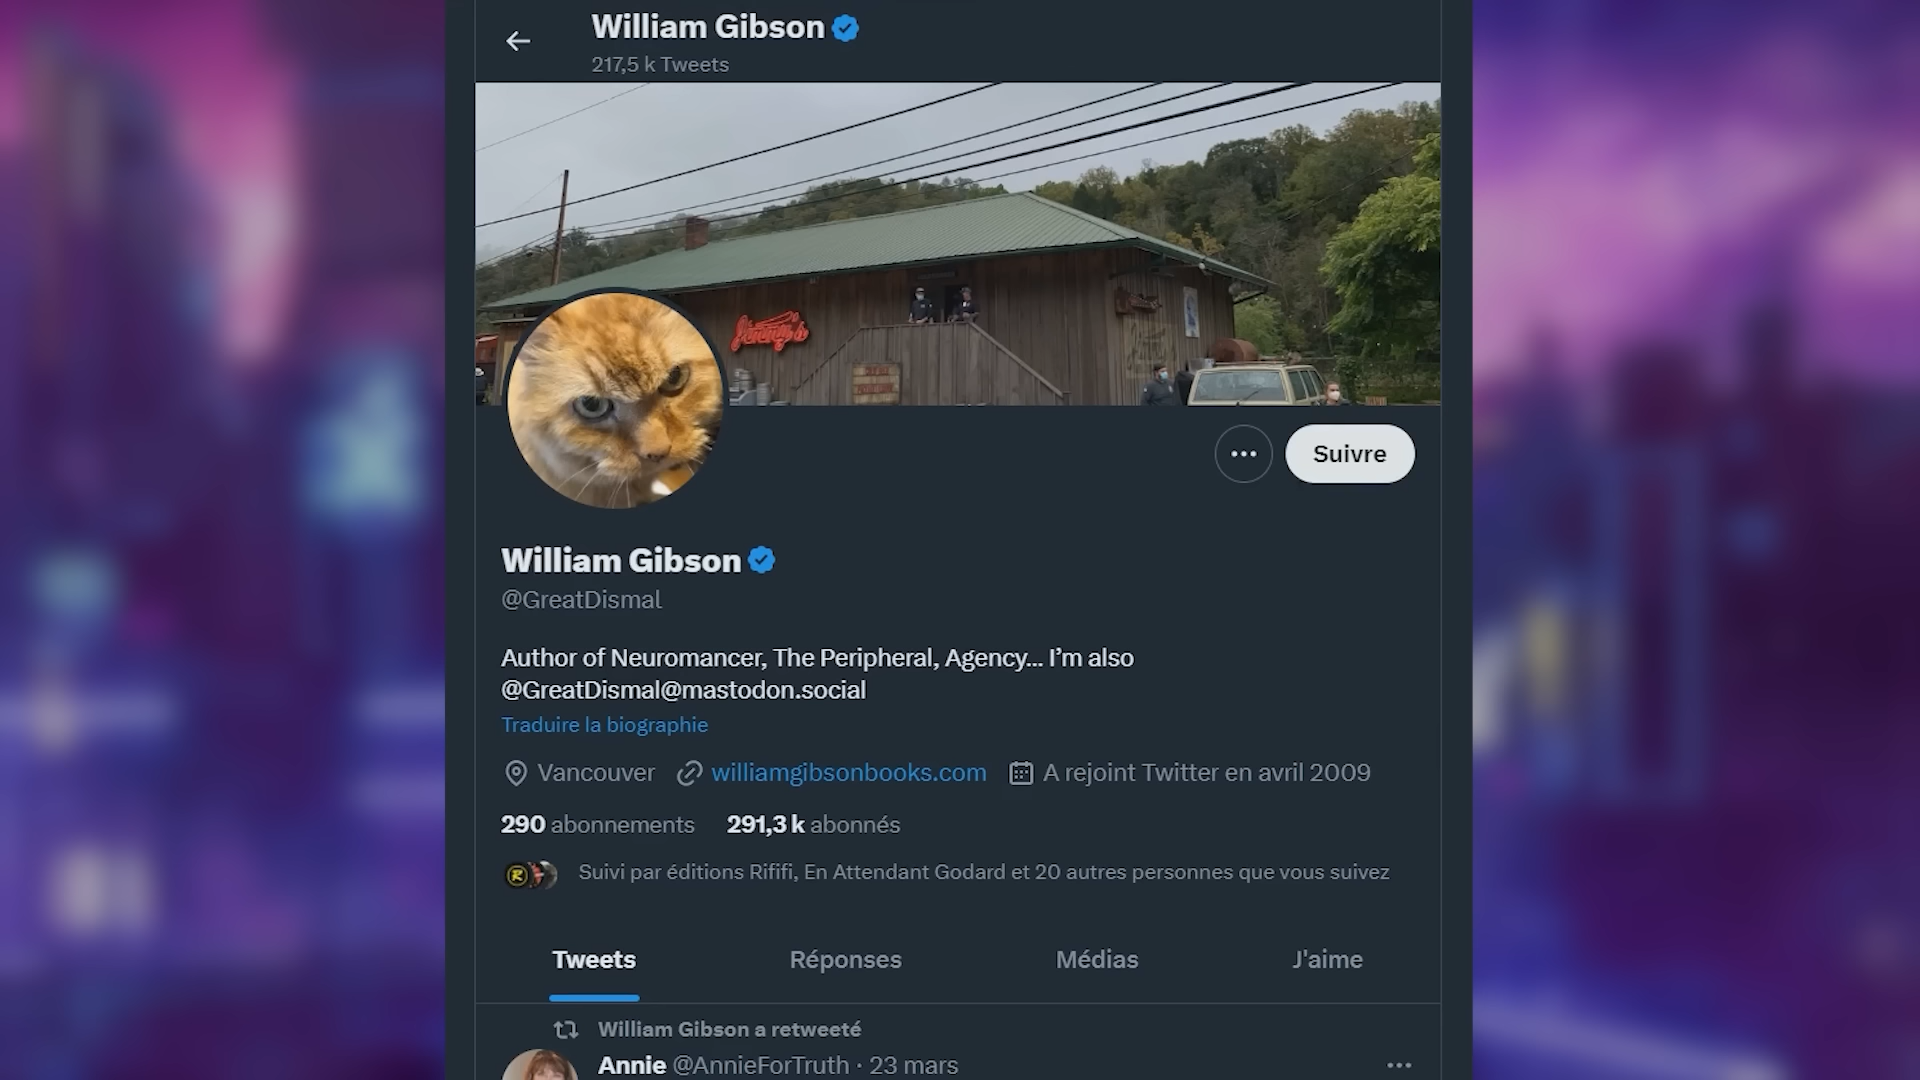 William Gibson
217,5 k Tweets
Jimmy's
Suivre
William Gibson
@GreatDismal
Author of Neuromancer, The Peripheral, Agency... I’m also
@GreatDismal@mastodon.social
Traduire la biographie
Vancouver williamgibsonbooks.com A rejoint Twitter en avril 2009
290 abonnements 291,3 k abonnés
R
Suivi par éditions Rififi, En Attendant Godard et 20 autres personnes que vous suivez
Tweets Réponses Médias J'aime
William Gibson a retweeté
Annie @AnnieForTruth · 23 mars